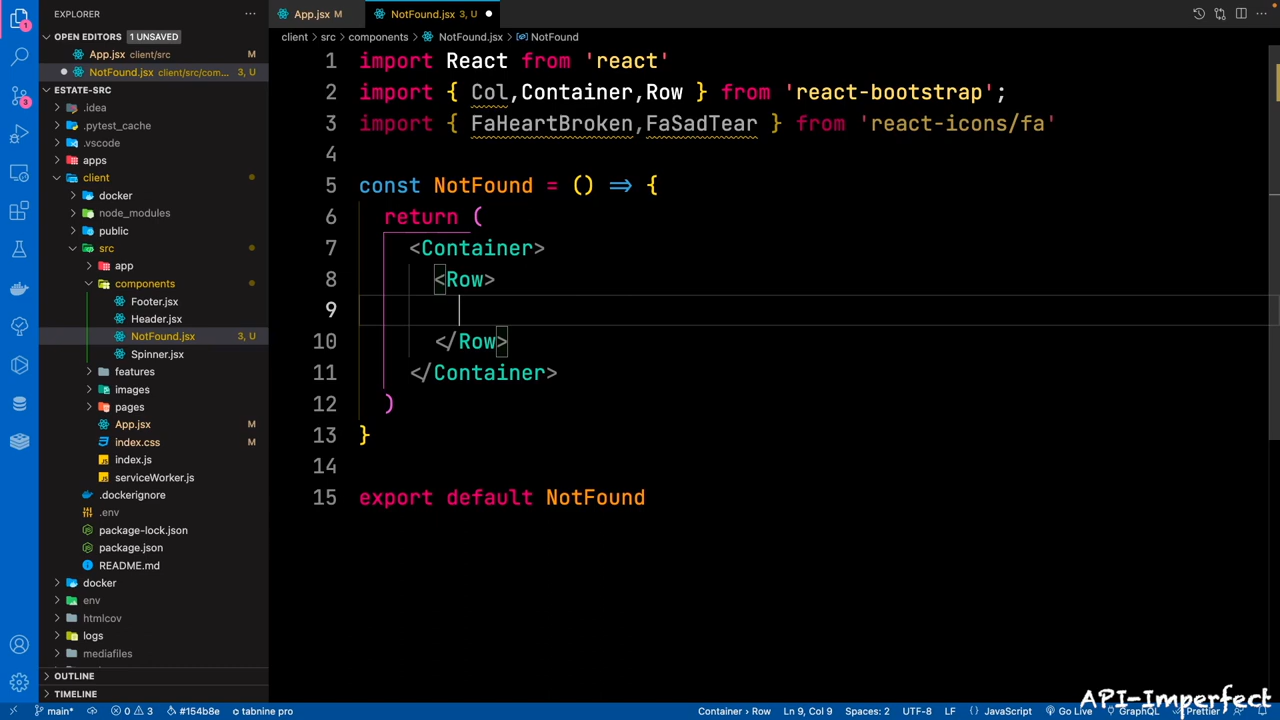 EXPLORER
OPEN EDITORS 1 UNSAVED
App.jsx client/src M
NotFound.jsx client/src/com... 3, U
ESTATE-SRC
.idea
.pytest_cache
.vscode
apps
client
docker
node_modules
public
src
app
components
Footer.jsx
Header.jsx
NotFound.jsx 3, U
Spinner.jsx
features
images
pages
App.jsx M
index.css M
index.js
serviceWorker.js
.dockerignore
.env
package-lock.json
package.json
README.md
docker
env
htmlcov
logs
mediafiles
OUTLINE
TIMELINE
App.jsx M
NotFound.jsx 3, U
client > src > components > NotFound.jsx > NotFound
1 import React from 'react'
2 import { Col,Container,Row } from 'react-bootstrap';
3 import { FaHeartBroken,FaSadTear } from 'react-icons/fa'
4
5 const NotFound = () => {
6 return (
7 <Container>
8 <Row>
9
10 </Row>
11 </Container>
12 )
13 }
14
15 export default NotFound
API-Imperfect
main* 0 3 #154b8e tabnine pro Container > Row Ln 9, Col 9 Spaces: 2 UTF-8 LF {} JavaScript Go Live GraphQL Prettier